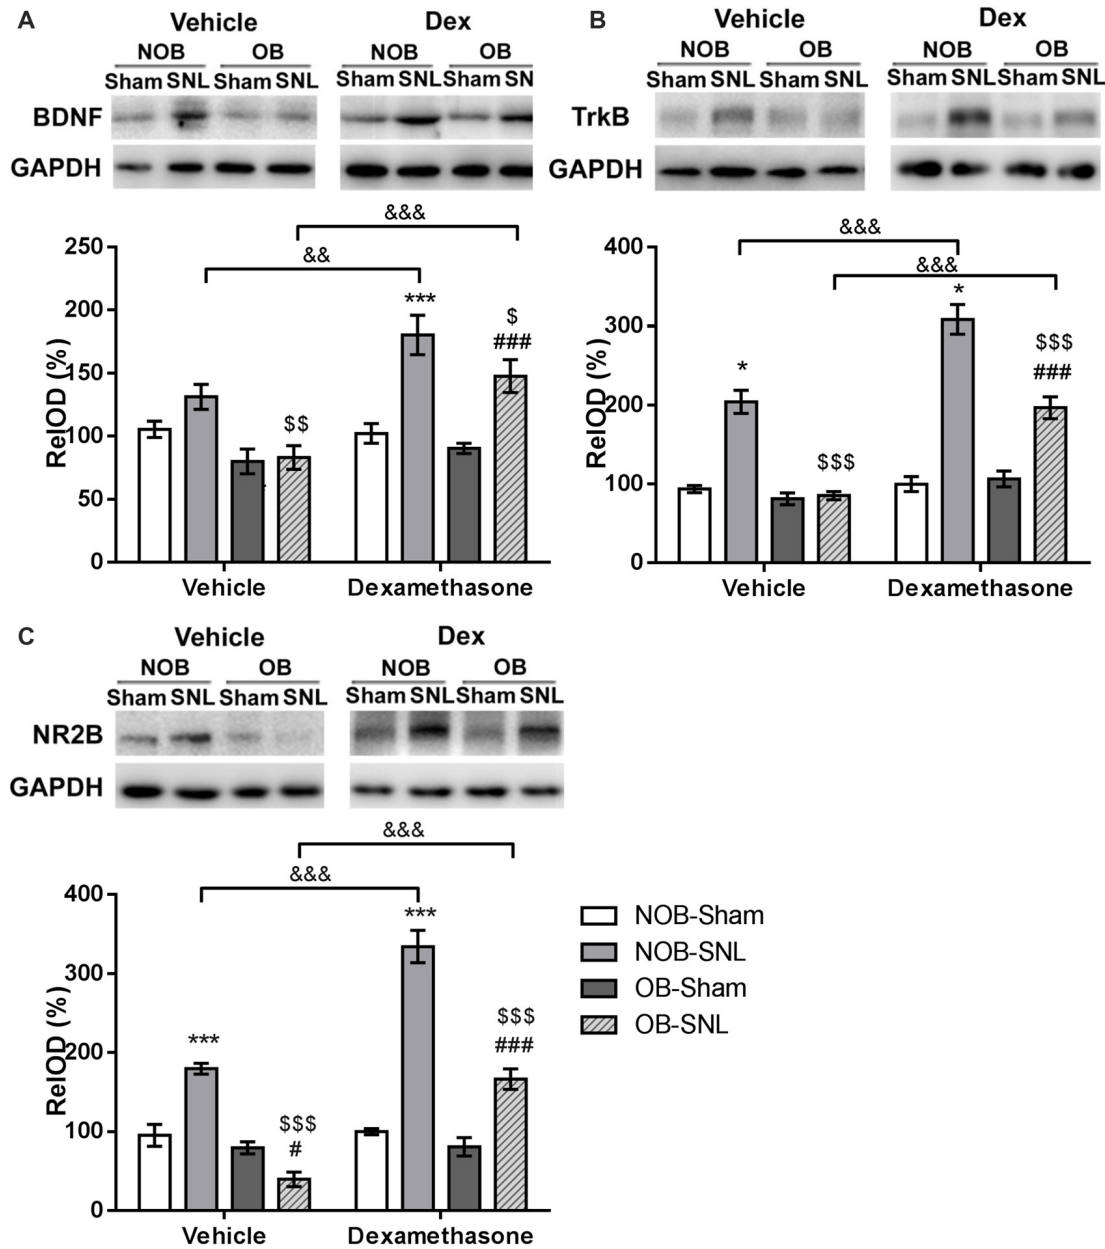 A
Vehicle Dex
NOB OB NOB OB
Sham SNL Sham SNL Sham SNL Sham SN
BDNF
GAPDH
&&&
&&
250
200
150
100
50
0
RelOD (%)
$$
***
$
###
Vehicle Dexamethasone
B
Vehicle Dex
NOB OB NOB OB
Sham SNL Sham SNL Sham SNL Sham SNL
TrkB
GAPDH
&&&
&&&
400
300
200
100
0
RelOD (%)
*
$$$
*
$$$
###
Vehicle Dexamethasone
C
Vehicle Dex
NOB OB NOB OB
Sham SNL Sham SNL Sham SNL Sham SNL
NR2B
GAPDH
&&&
&&&
400
300
200
100
0
RelOD (%)
***
$$$
#
***
$$$
###
Vehicle Dexamethasone
NOB-Sham
NOB-SNL
OB-Sham
OB-SNL